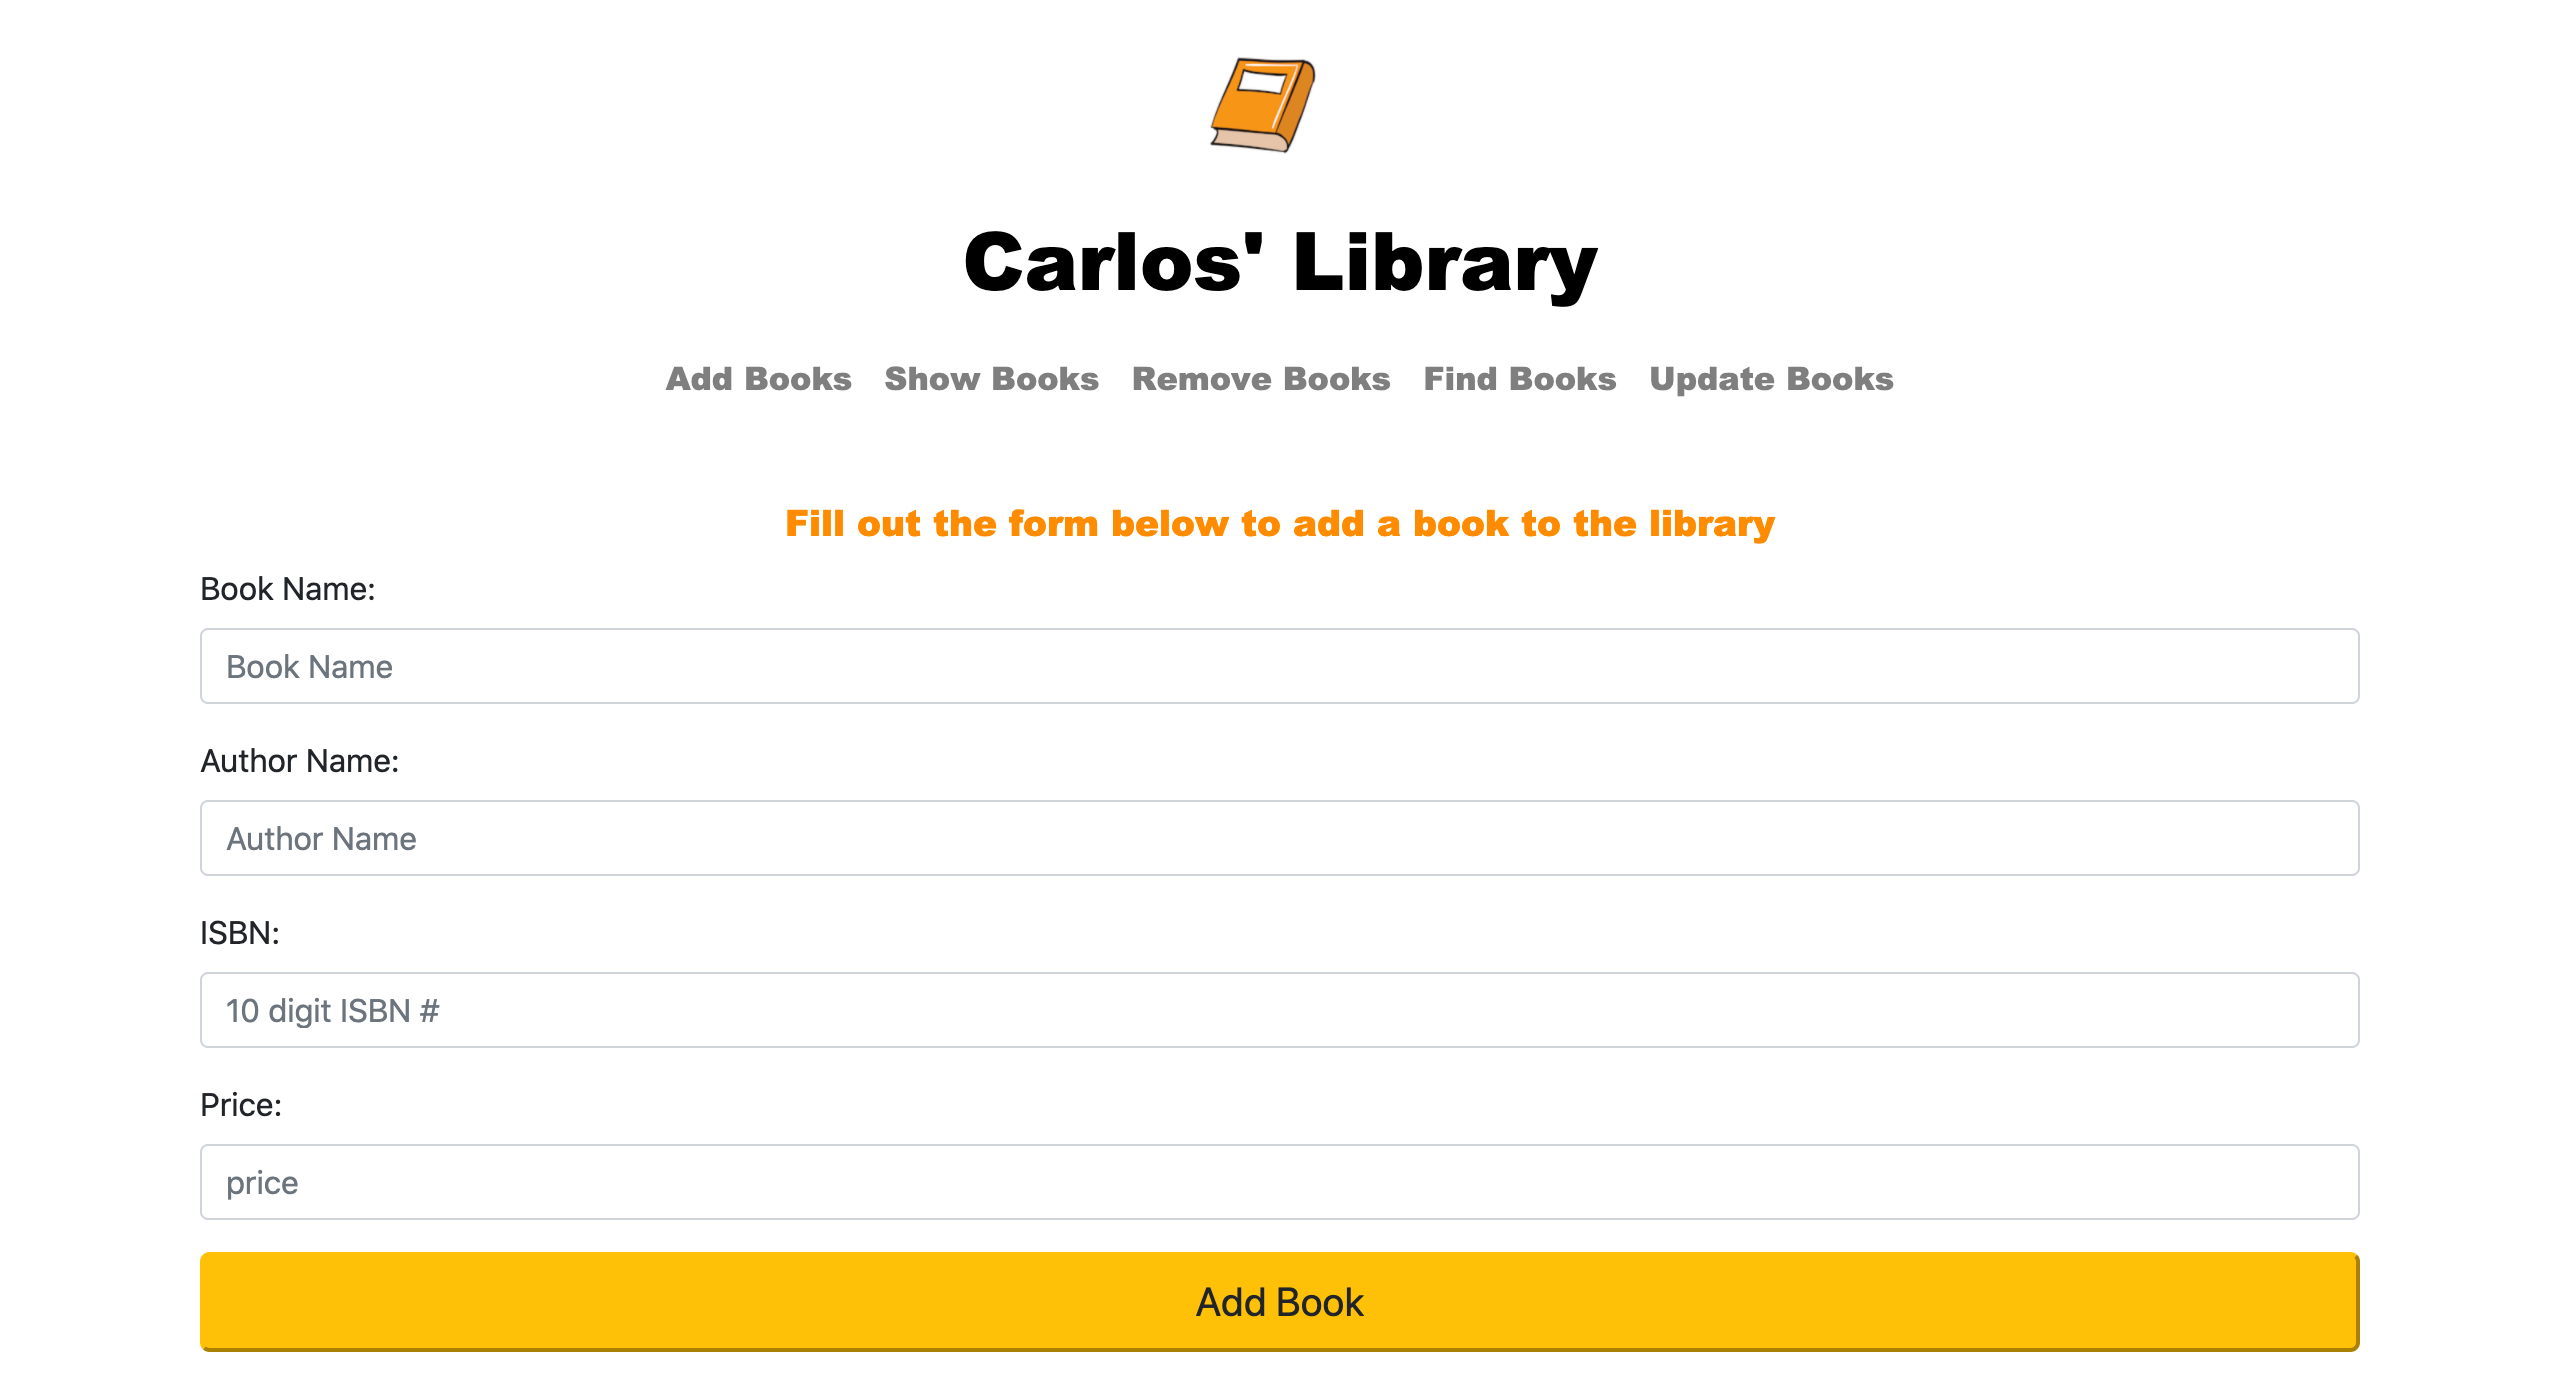 Carlos' Library
Add Books Show Books Remove Books Find Books Update Books
Fill out the form below to add a book to the library
Book Name:
Book Name
Author Name:
Author Name
ISBN:
10 digit ISBN #
Price:
price
Add Book